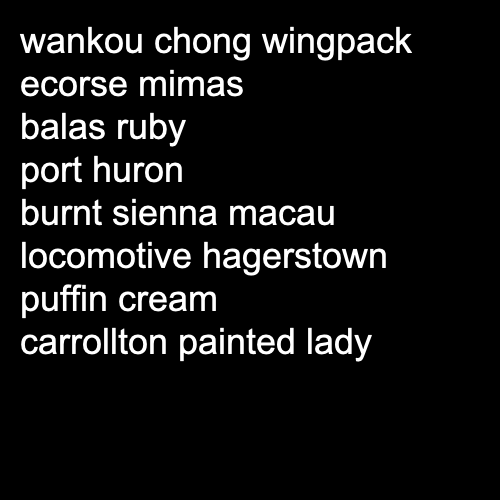 wankou chong wingpack
ecorse mimas
balas ruby
port huron
burnt sienna macau
locomotive hagerstown
puffin cream
carrollton painted lady